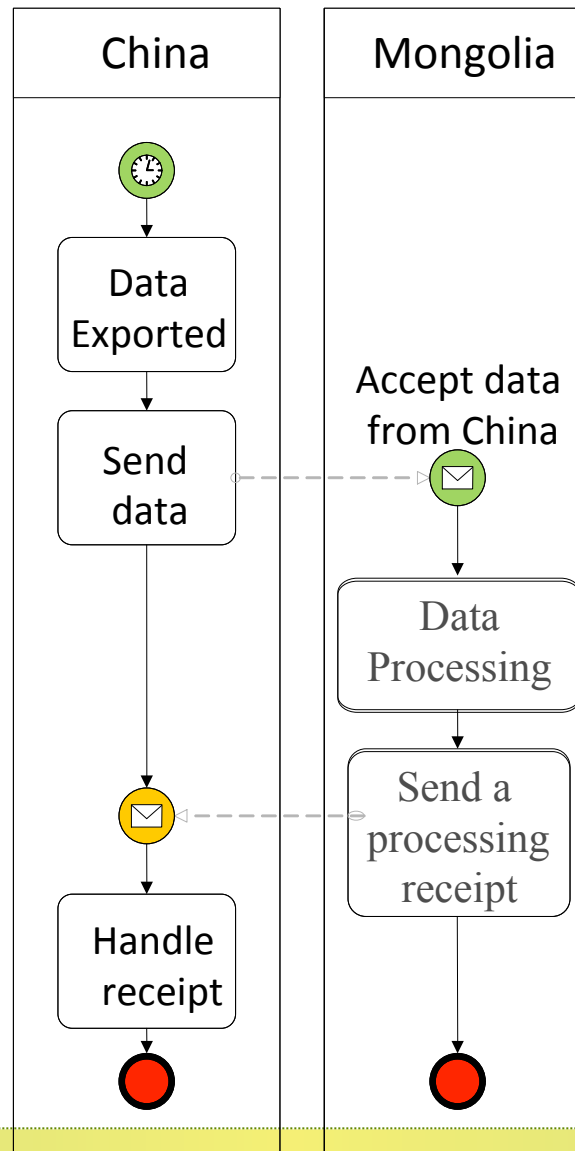 China
Mongolia
Data
Exported
Accept data
from China
Send
data
Data
Processing
Send a
processing
receipt
Handle
receipt